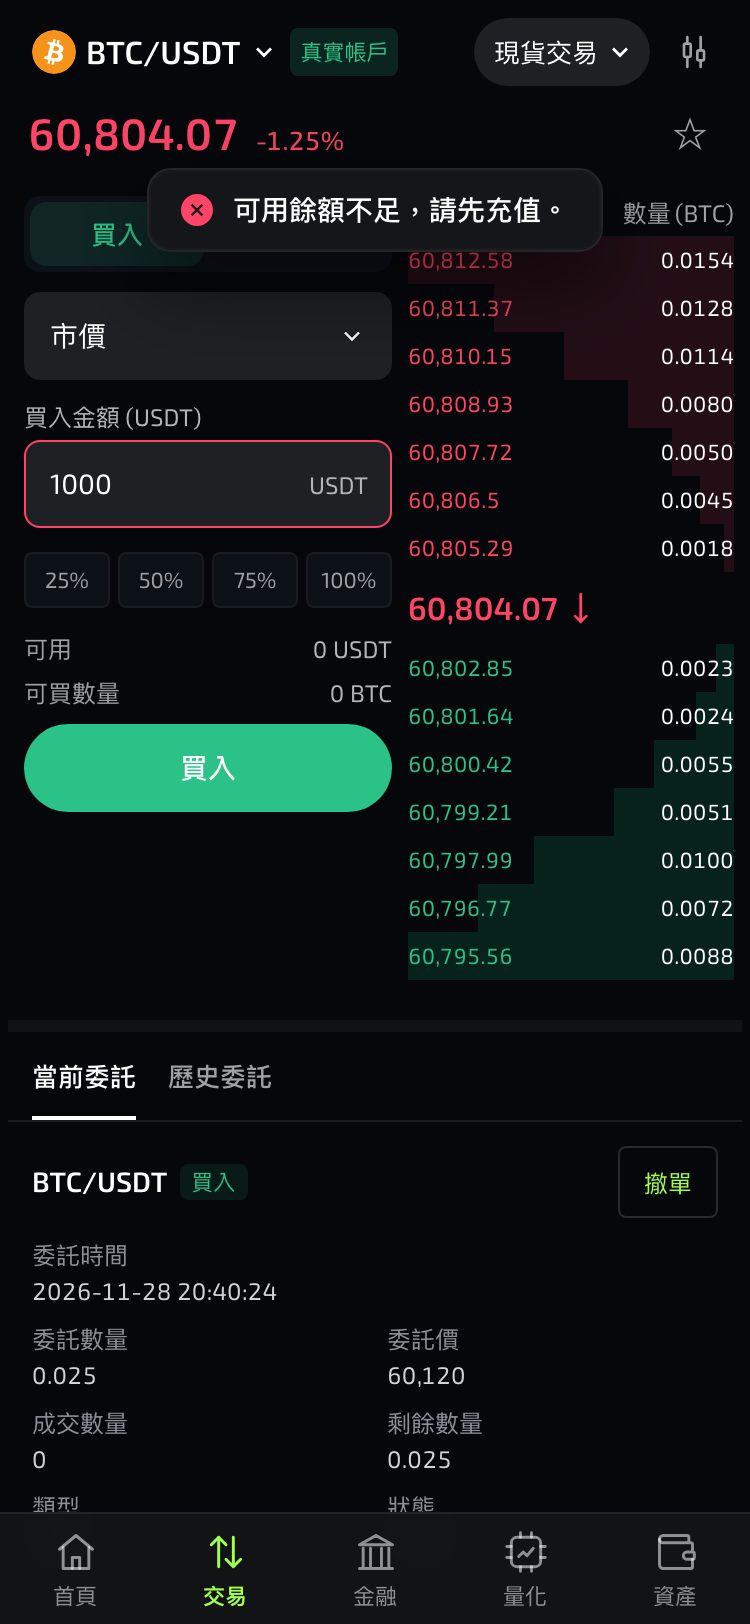 BTC/USDT 真實帳戶 現貨交易
60,804.07 -1.25%
可用餘額不足，請先充值。
買入
數量 (BTC)
市價
買入金額 (USDT)
1000 USDT
25% 50% 75% 100%
可用 0 USDT
可買數量 0 BTC
買入
60,812.58 0.0154
60,811.37 0.0128
60,810.15 0.0114
60,808.93 0.0080
60,807.72 0.0050
60,806.5 0.0045
60,805.29 0.0018
60,804.07 ↓
60,802.85 0.0023
60,801.64 0.0024
60,800.42 0.0055
60,799.21 0.0051
60,797.99 0.0100
60,796.77 0.0072
60,795.56 0.0088
當前委託 歷史委託
BTC/USDT 買入 撤單
委託時間
2026-11-28 20:40:24
委託數量 委託價
0.025 60,120
成交數量 剩餘數量
0 0.025
類型 狀態
首頁 交易 金融 量化 資產